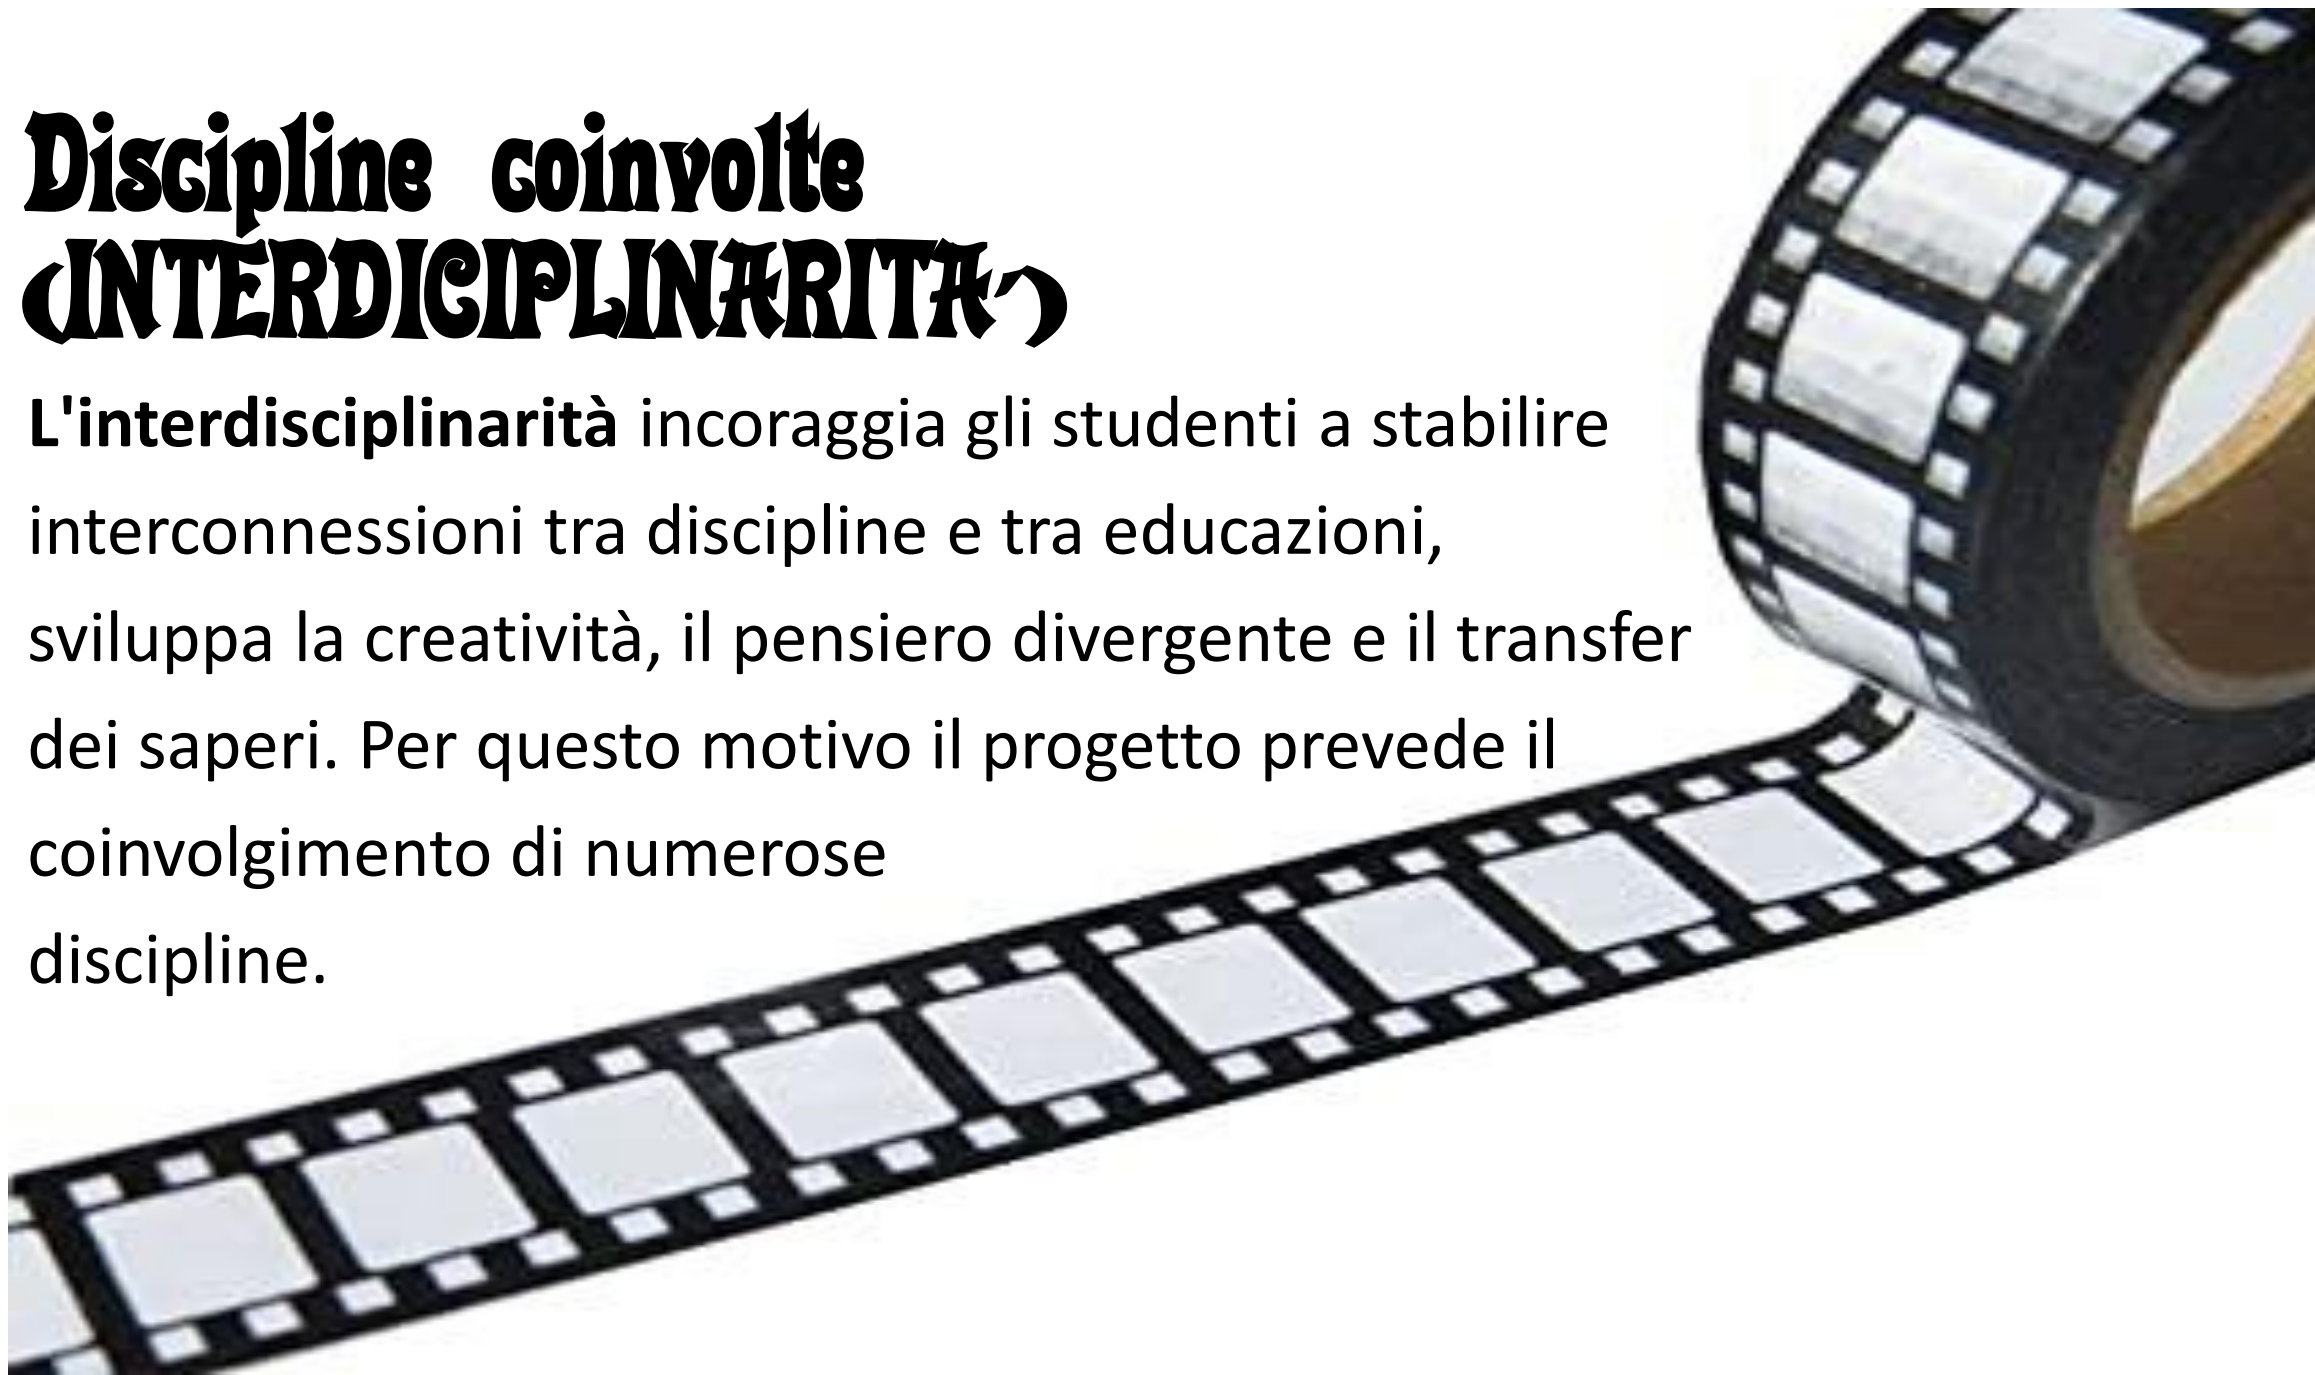 Discipline coinvolte
(INTERDICIPLINARITA')
L'interdisciplinarità incoraggia gli studenti a stabilire
interconnessioni tra discipline e tra educazioni,
sviluppa la creatività, il pensiero divergente e il transfer
dei saperi. Per questo motivo il progetto prevede il
coinvolgimento di numerose
discipline.